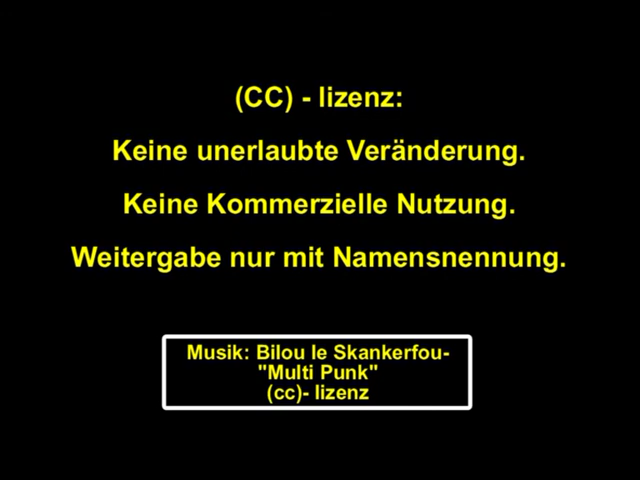 (CC) - lizenz:
Keine unerlaubte Veränderung.
Keine Kommerzielle Nutzung.
Weitergabe nur mit Namensnennung.
Musik: Bilou le Skankerfou-
"Multi Punk"
(cc)- lizenz